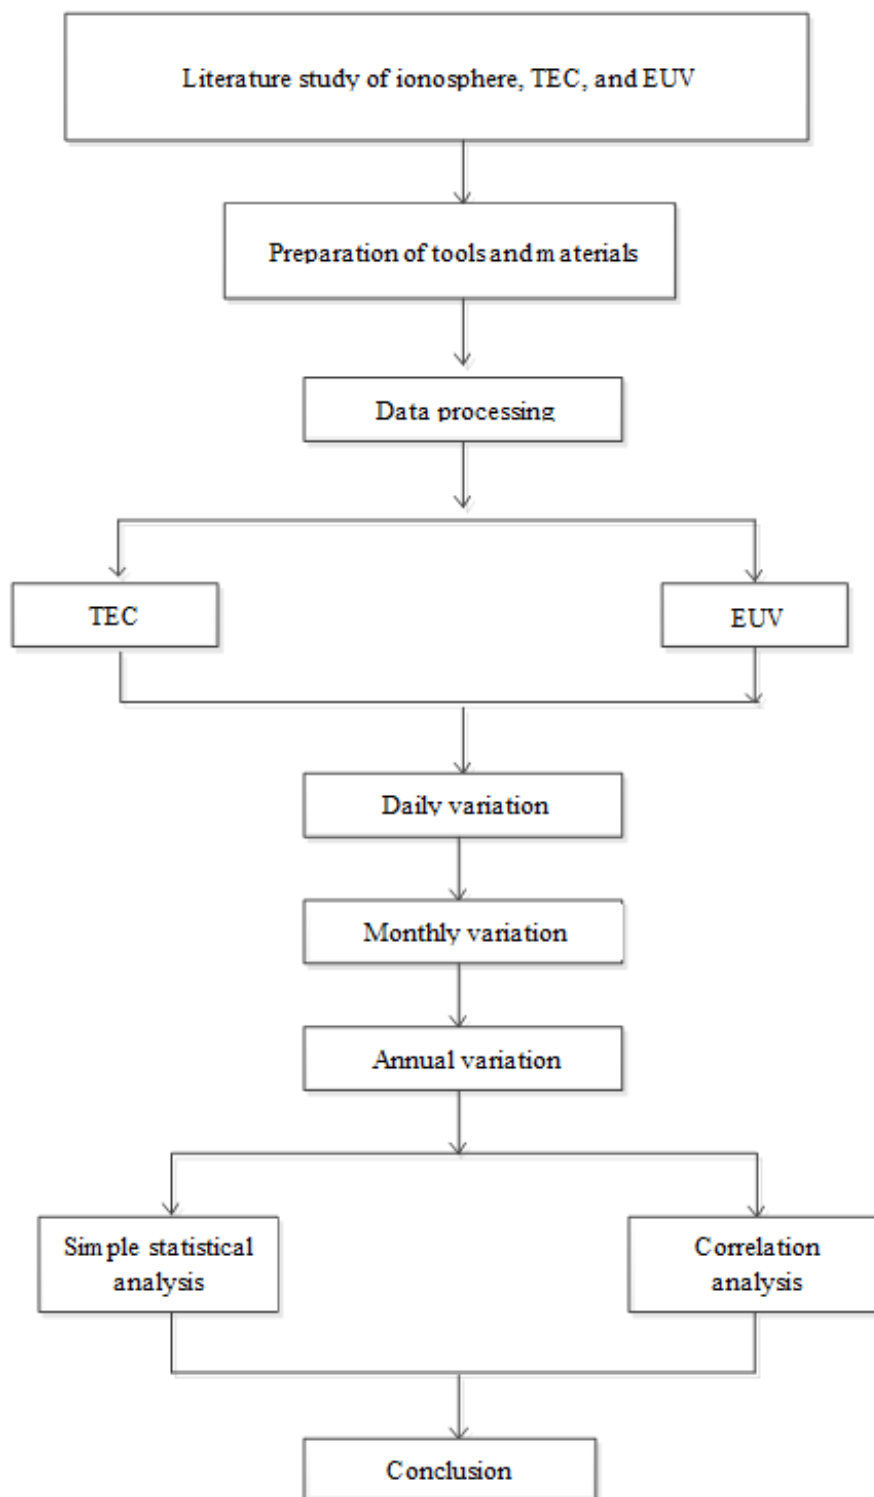 Literature study of ionosphere, TEC, and EUV
Preparation of tools and materials
Data processing
TEC
EUV
Daily variation
Monthly variation
Annual variation
Simple statistical
analysis
Correlation
analysis
Conclusion